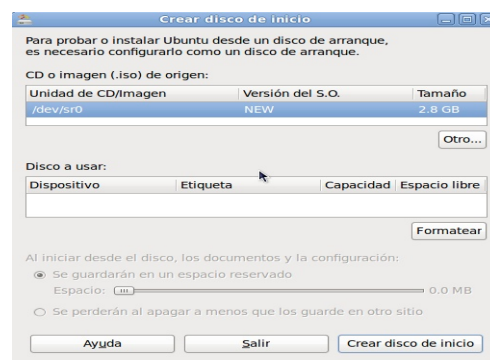 Crear disco de inicio
Para probar o instalar Ubuntu desde un disco de arranque,
es necesario configurarlo como un disco de arranque.
CD o imagen (.iso) de origen:
Unidad de CD/Imagen Versión del S.O. Tamaño
/dev/sr0 NEW 2.8 GB
Otro...
Disco a usar:
Dispositivo Etiqueta Capacidad Espacio libre
Formatear
Al iniciar desde el disco, los documentos y la configuración:
Se guardarán en un espacio reservado
Espacio: 0.0 MB
Se perderán al apagar a menos que los guarde en otro sitio
Ayuda Salir Crear disco de inicio